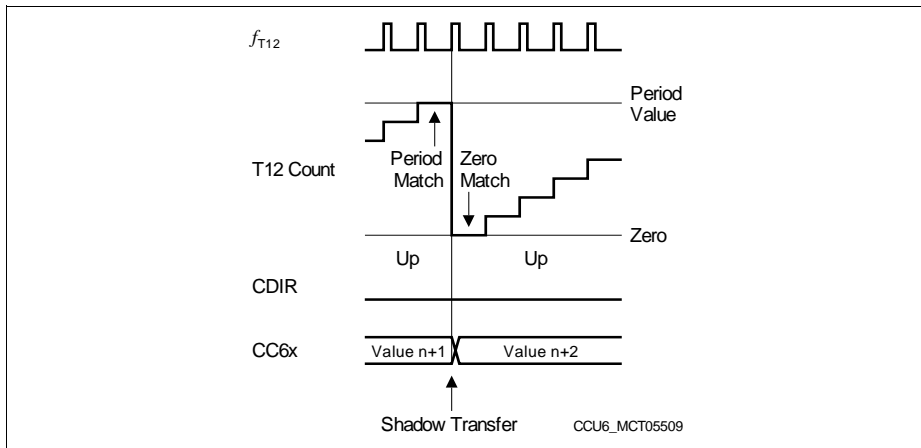 fT12
Period
Value
T12 Count
Period
Match
Zero
Match
Zero
Up
Up
CDIR
CC6x
Value n+1
Value n+2
Shadow Transfer
CCU6_MCT05509